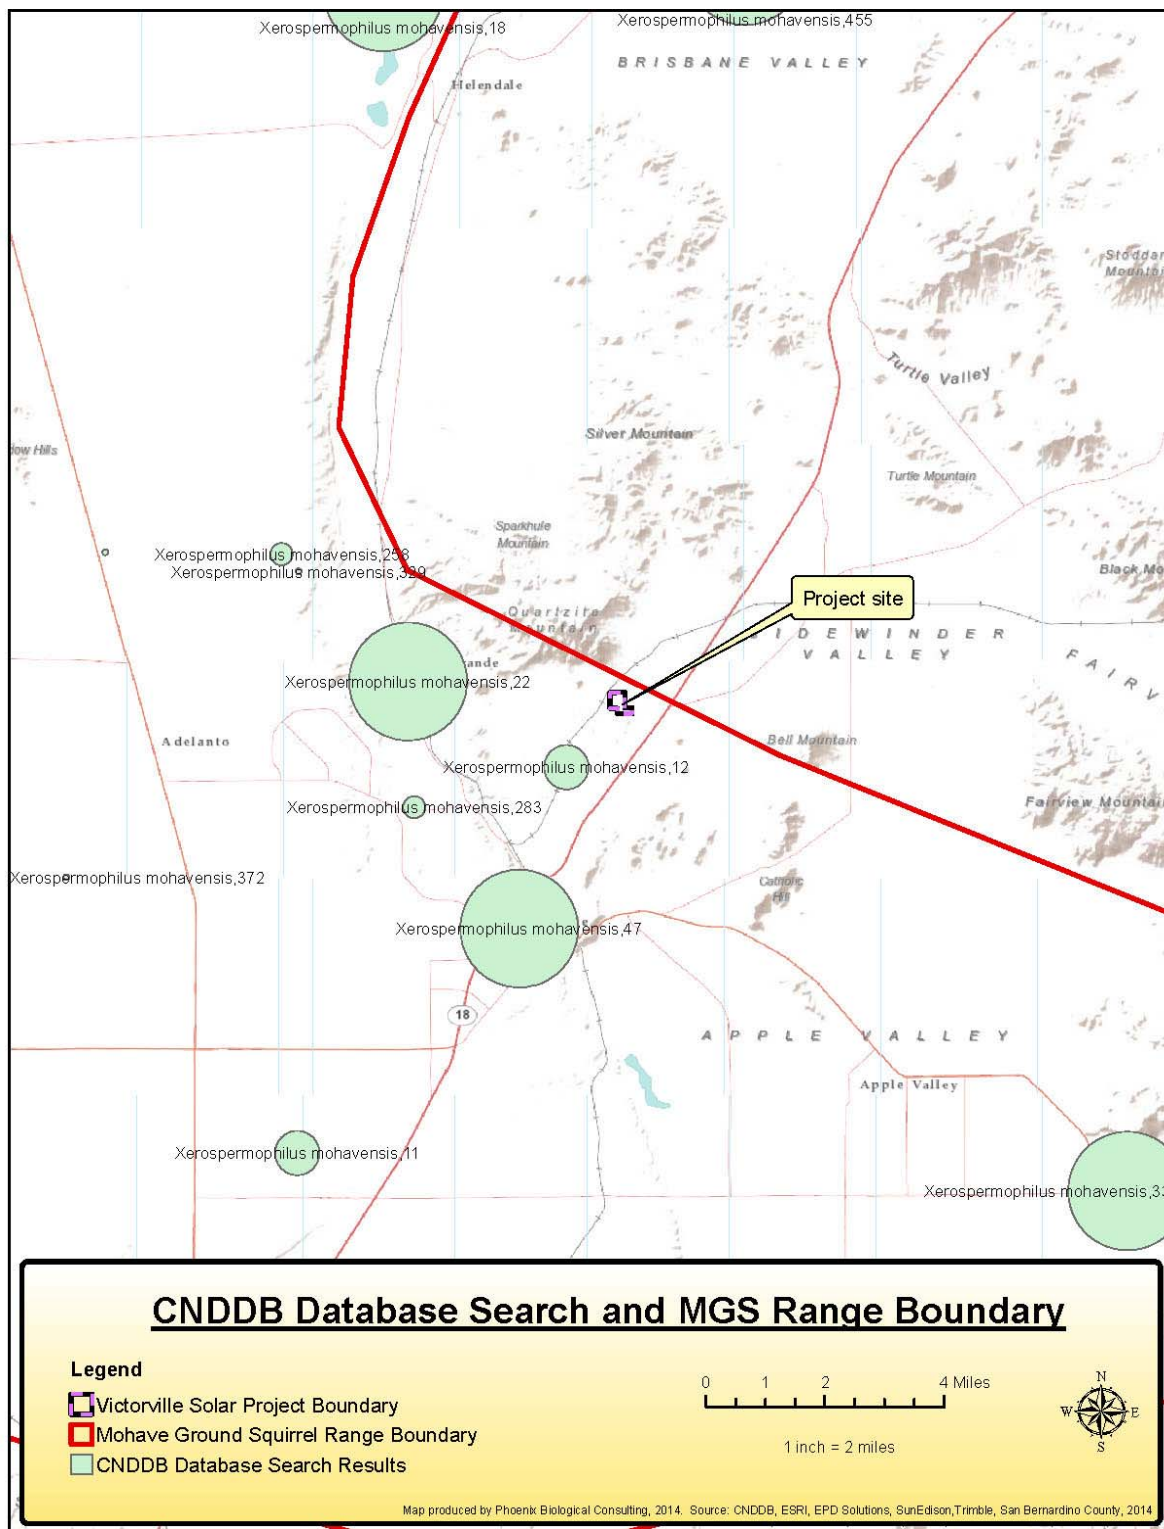 Xerospermophilus mohavensis,18
Xerospermophilus mohavensis,455
BRISBANE VALLEY
Helendale
Stoddar
Mountai
Turtle Valley
Silver Mountain
ow Hills
Turtle Mountain
Sparkhule
Mountain
Xerospermophilus mohavensis,258
Xerospermophilus mohavensis,329
Black Mo
Project site
Quartzite
Mountain
IDEWINDER
VALLEY
FAIRV
ande
Xerospermophilus mohavensis,22
Adelanto
Bell Mountain
Xerospermophilus mohavensis,12
Xerospermophilus mohavensis,283
Fairview Mountai
Xerospermophilus mohavensis,372
Catholic
Hill
Xerospermophilus mohavensis,47
18
APPLE VALLEY
Apple Valley
Xerospermophilus mohavensis,11
Xerospermophilus mohavensis,33
CNDDB Database Search and MGS Range Boundary
Legend
Victorville Solar Project Boundary
Mohave Ground Squirrel Range Boundary
CNDDB Database Search Results
0 1 2 4 Miles
1 inch = 2 miles
N
W E
S
Map produced by Phoenix Biological Consulting, 2014. Source: CNDDB, ESRI, EPD Solutions, SunEdison,Trimble, San Bernardino County, 2014